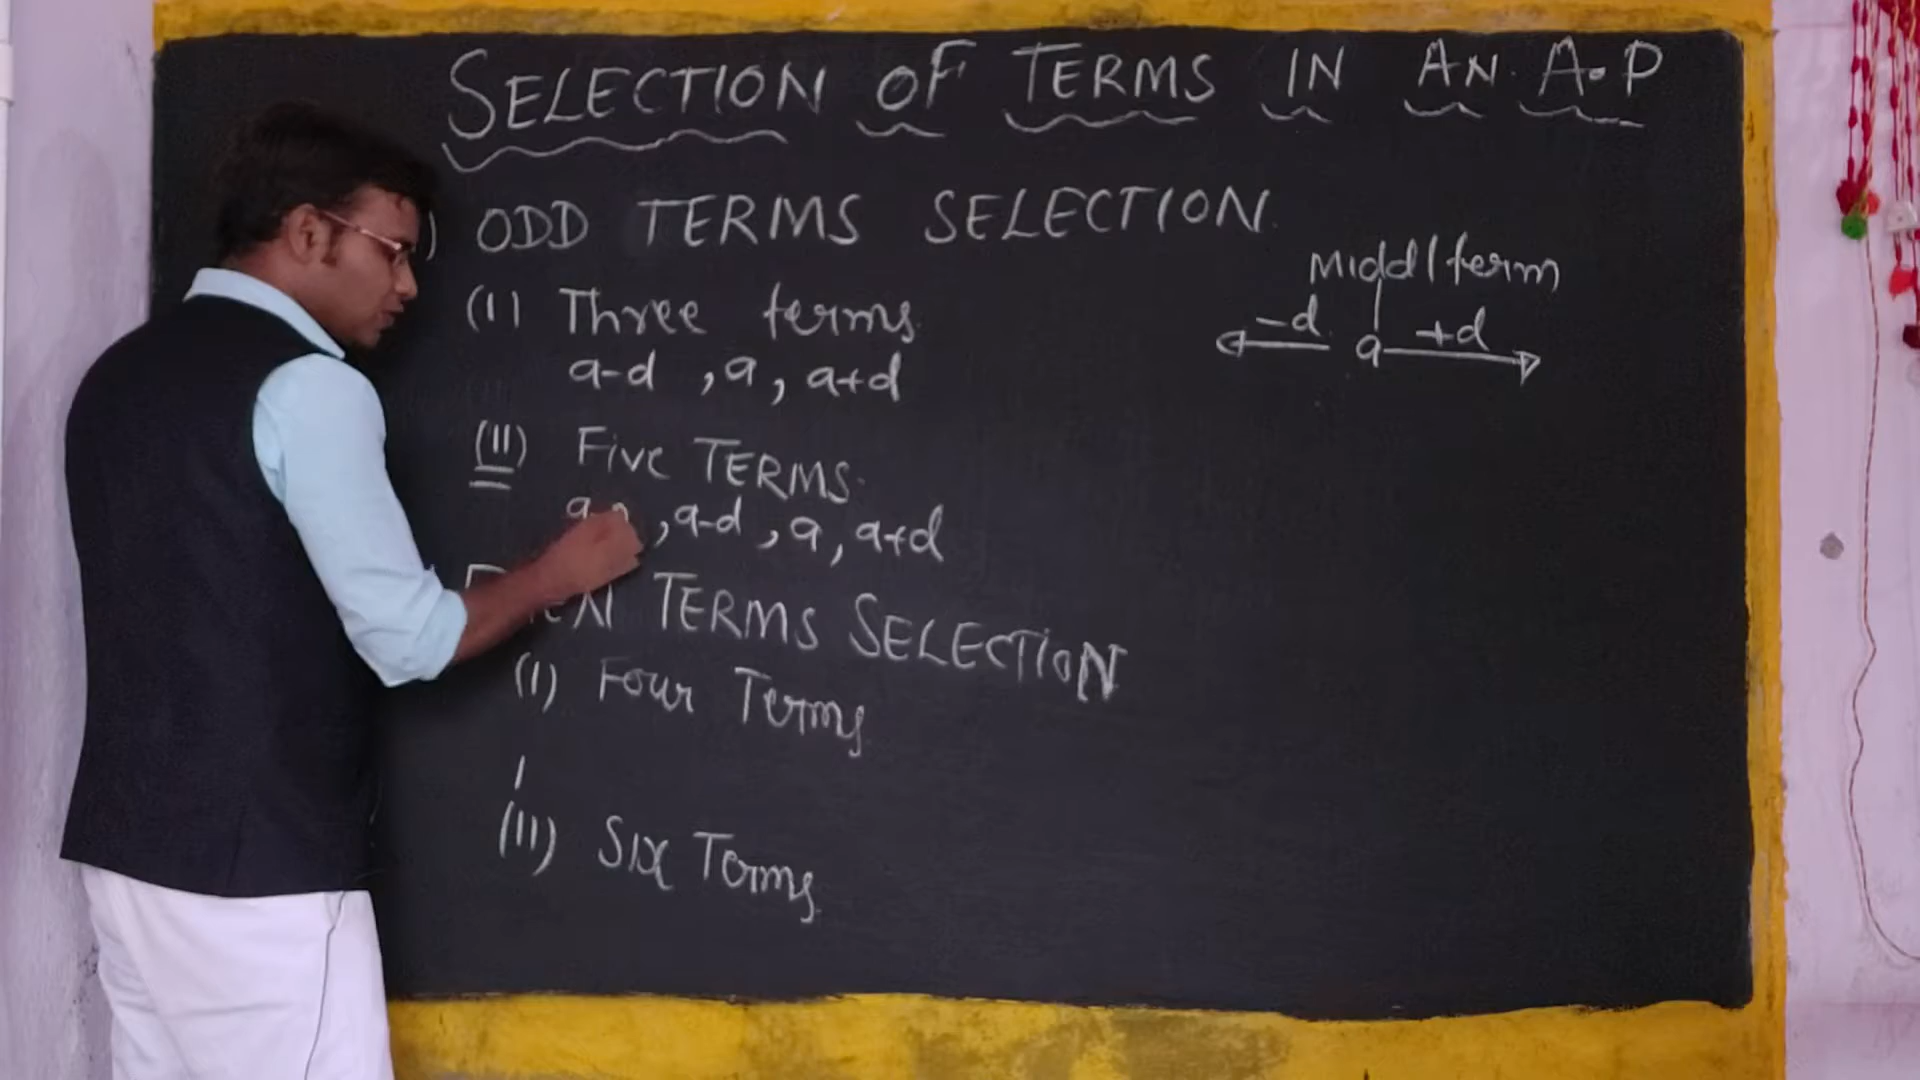 SELECTION OF TERMS IN AN A.P
) ODD TERMS SELECTION
Middl term
(I) Three terms
-d a +d
a-d , a, a+d
(II) Five TERMS.
, a-d , a, a+d
TERMS SELECTION
(I) Four Terms
(II) Six Terms